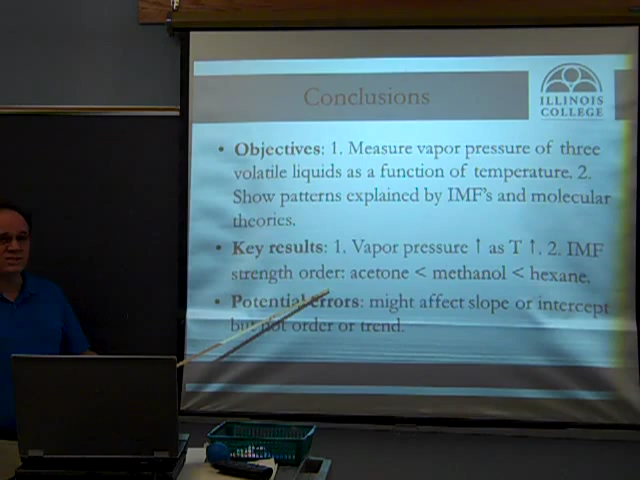 Conclusions
ILLINOIS
COLLEGE
• Objectives: 1. Measure vapor pressure of three
volatile liquids as a function of temperature. 2.
Show patterns explained by IMF's and molecular
theories.
• Key results: 1. Vapor pressure ↑ as T ↑. 2. IMF
strength order: acetone < methanol < hexane.
• Potential errors: might affect slope or intercept
but not order or trend.